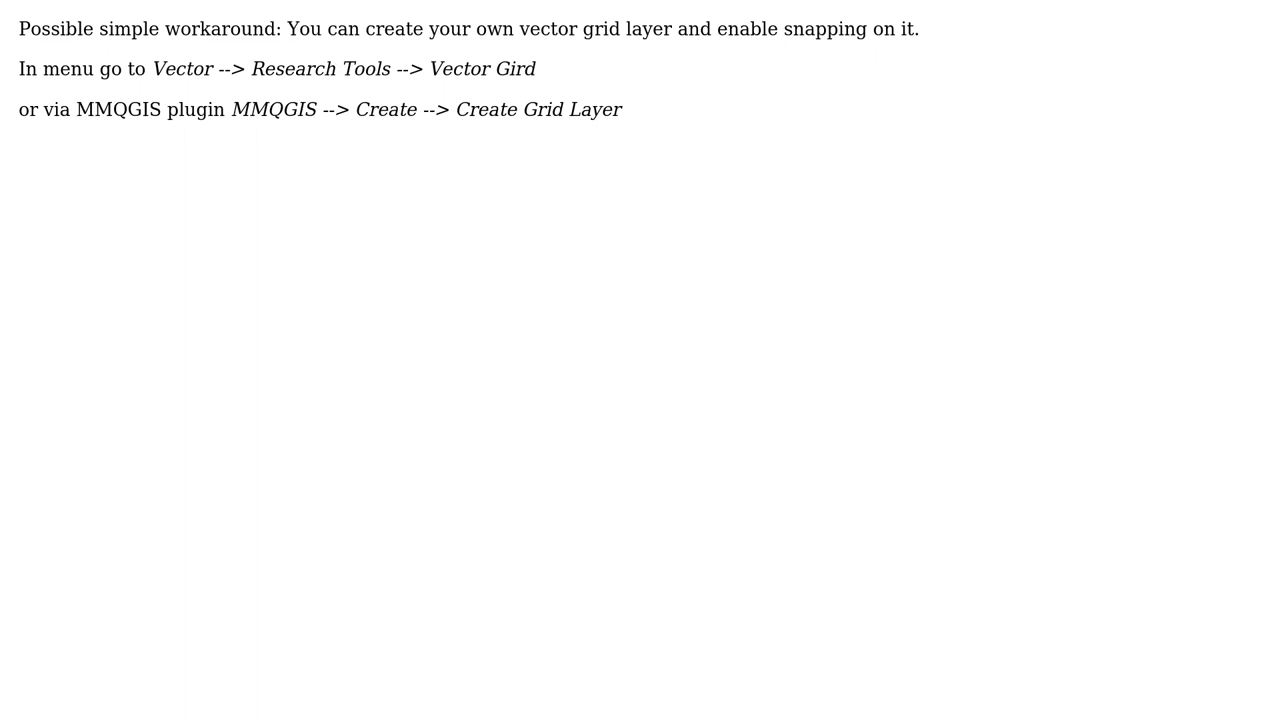 Possible simple workaround: You can create your own vector grid layer and enable snapping on it.
In menu go to Vector --> Research Tools --> Vector Gird
or via MMQGIS plugin MMQGIS --> Create --> Create Grid Layer